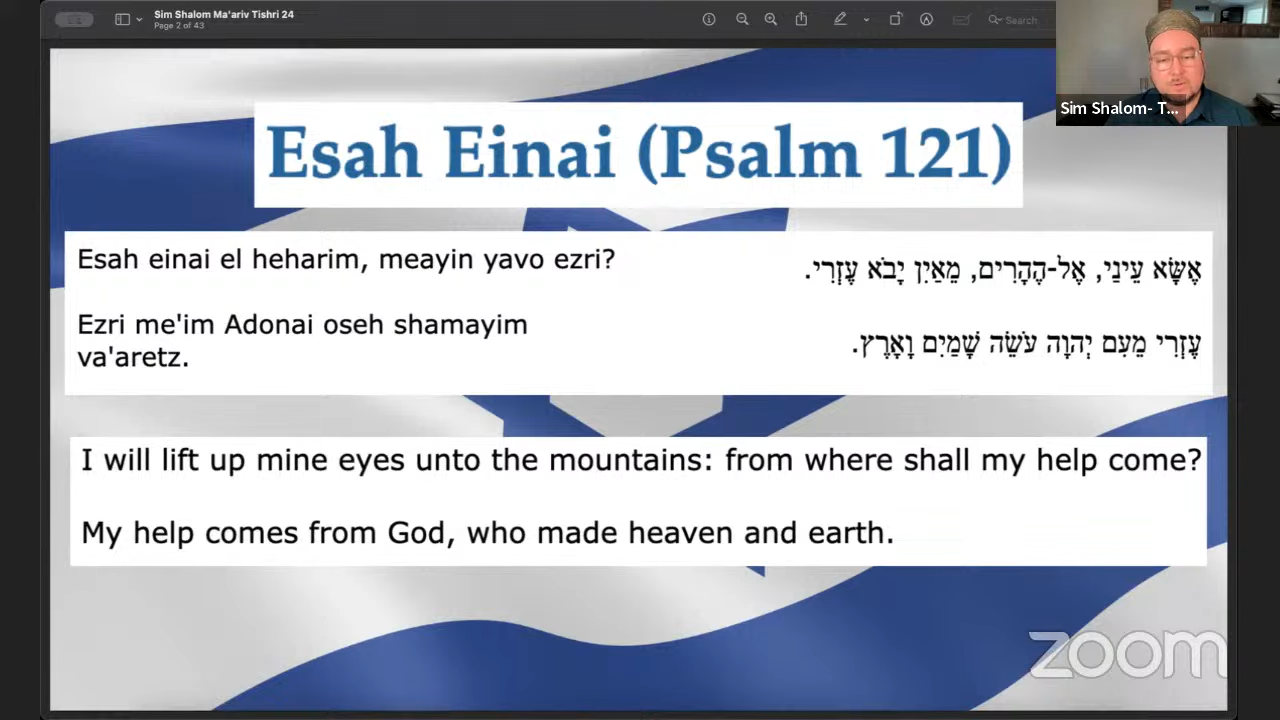 Sim Shalom Ma'ariv Tishri 24
Page 2 of 43
Search
Sim Shalom- T...
Esah Einai (Psalm 121)
Esah einai el heharim, meayin yavo ezri?
אֶשָּׂא עֵינַי, אֶל-הֶהָרִים, מֵאַיִן יָבֹא עֶזְרִי.
Ezri me'im Adonai oseh shamayim
va'aretz.
עֶזְרִי מֵעִם יְהוָה עֹשֵׂה שָׁמַיִם וָאָרֶץ.
I will lift up mine eyes unto the mountains: from where shall my help come?
My help comes from God, who made heaven and earth.
zoom